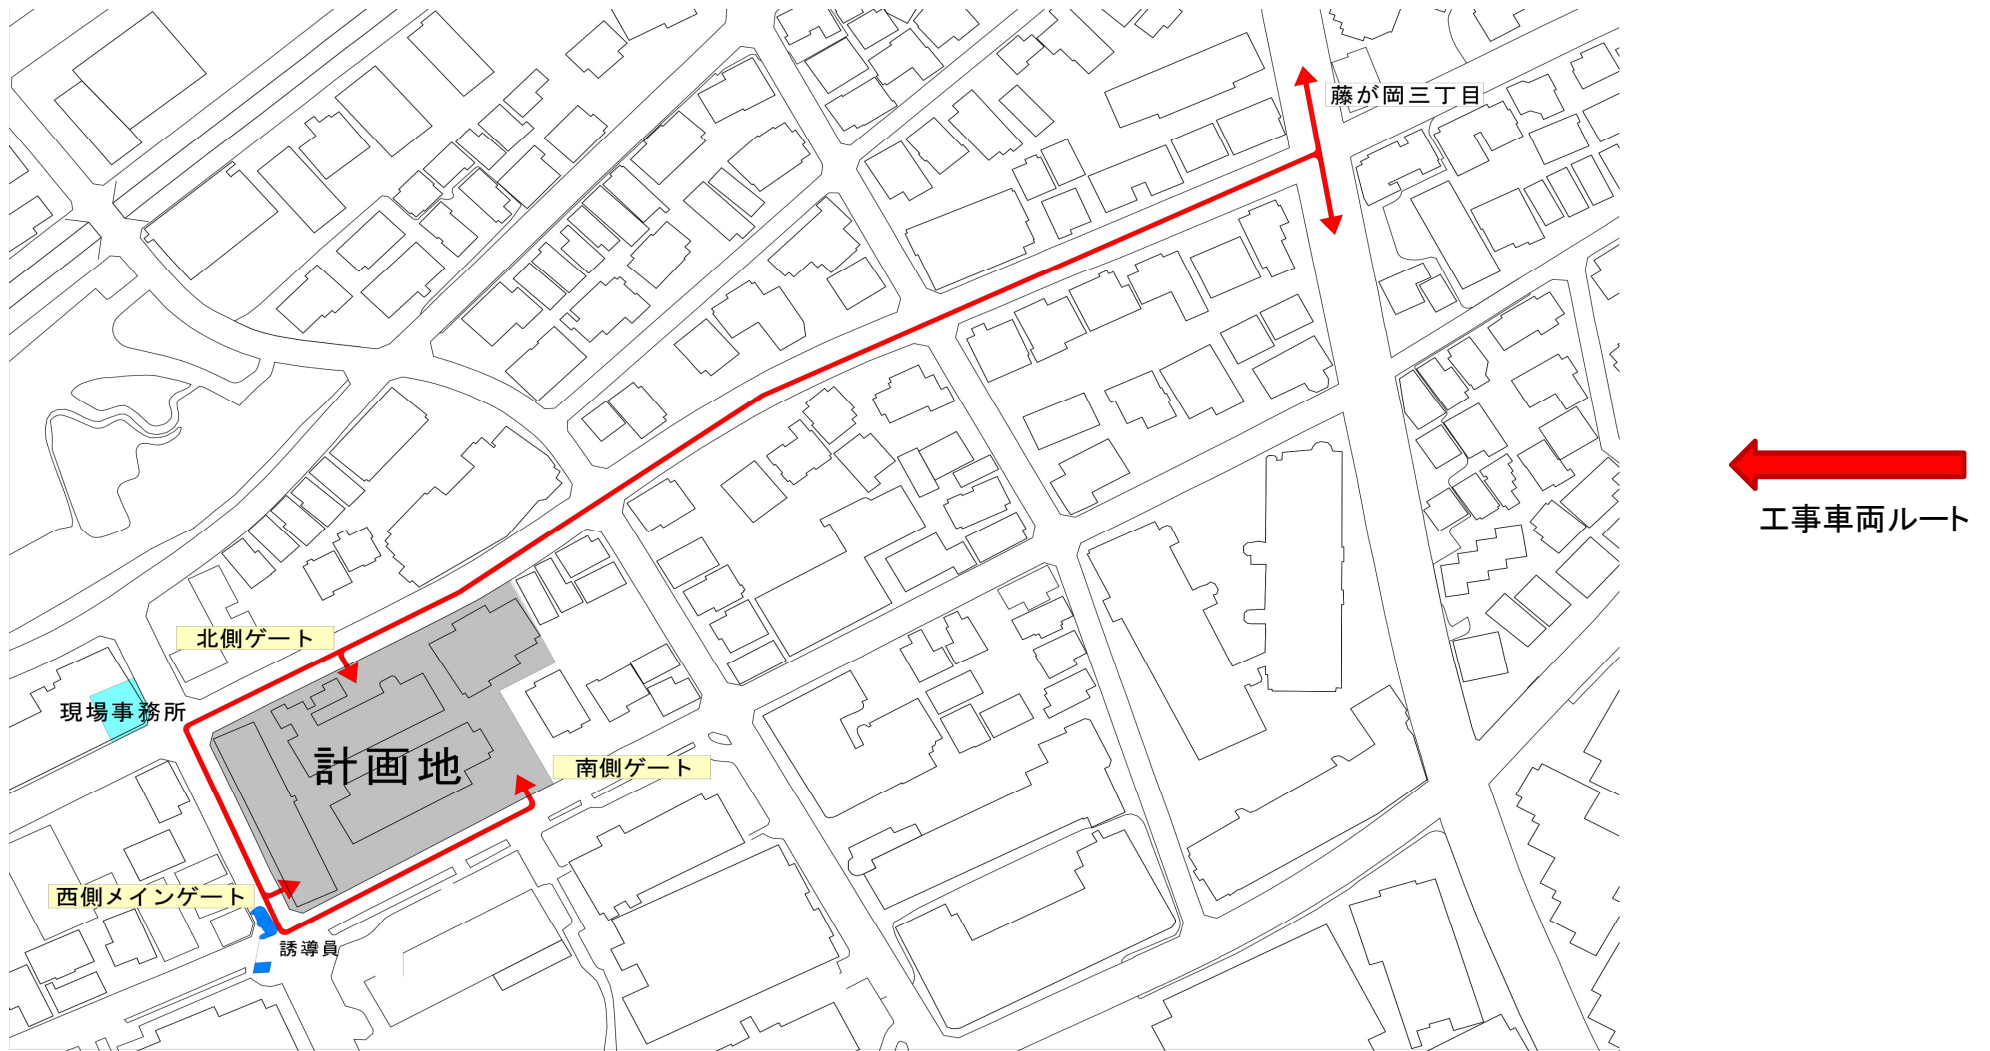 藤が岡三丁目
工事車両ルート
北側ゲート
現場事務所
計画地
南側ゲート
西側メインゲート
誘導員